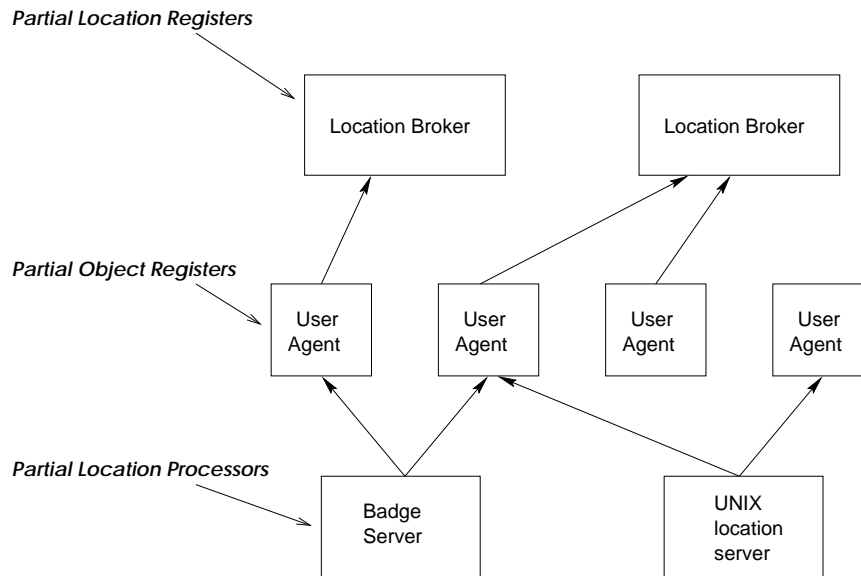 Partial Location Registers
Location Broker
Location Broker
Partial Object Registers
User
Agent
User
Agent
User
Agent
User
Agent
Partial Location Processors
Badge
Server
UNIX
location
server